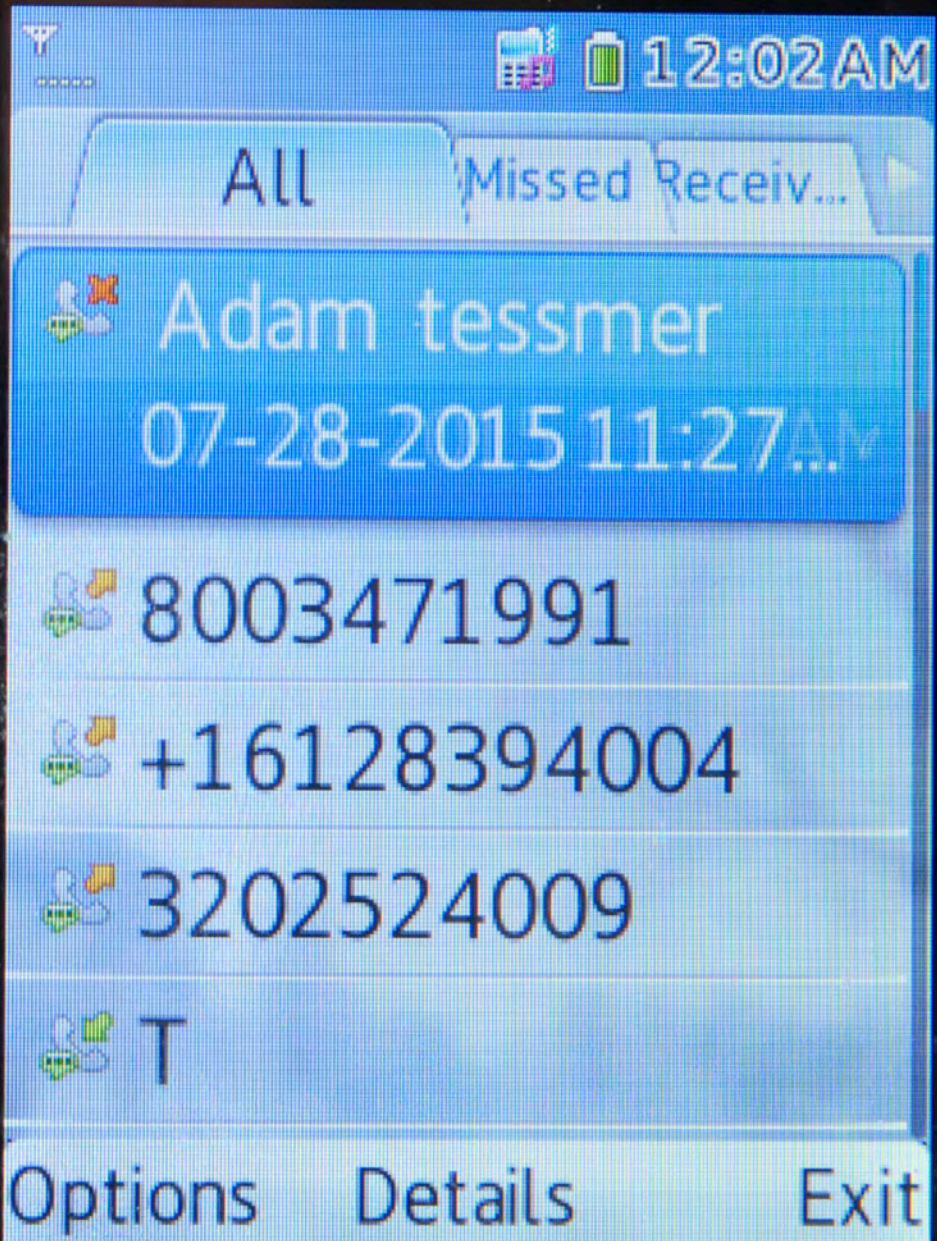 12:02AM
All Missed Receiv...
Adam tessmer
07-28-2015 11:27...
8003471991
+16128394004
3202524009
T
Options Details Exit